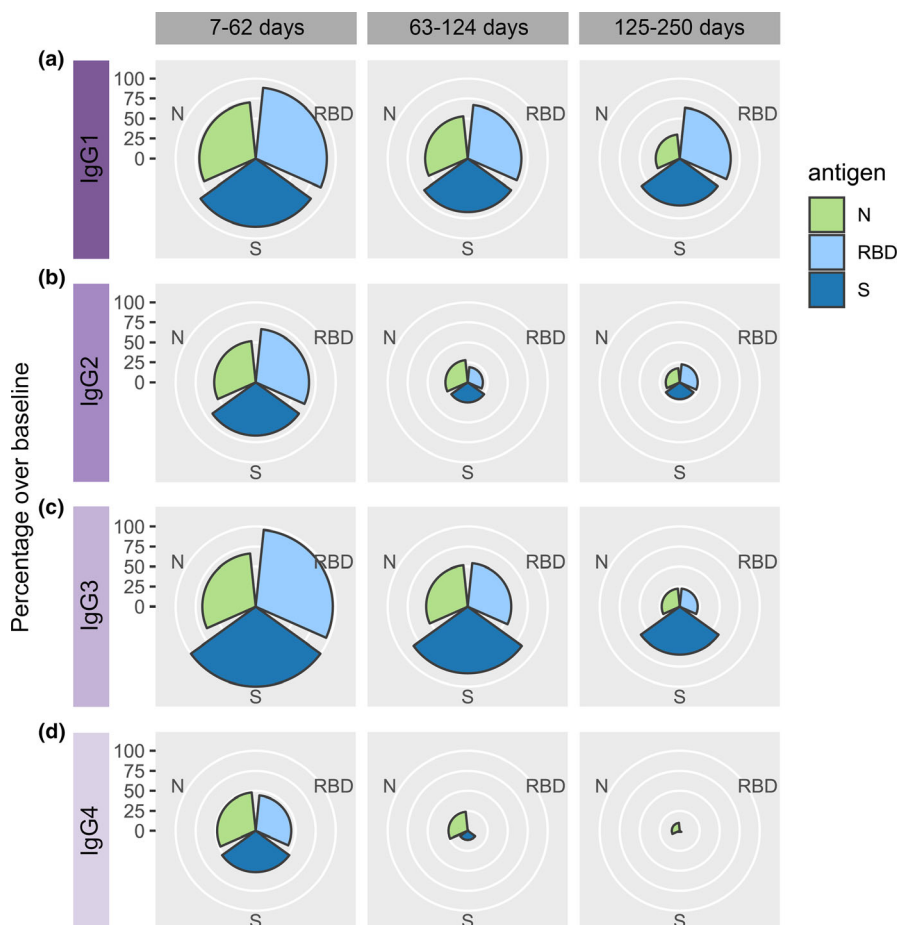 7-62 days
63-124 days
125-250 days
(a)
IgG1
100
75
50
25
0
N
RBD
S
N
RBD
S
N
RBD
S
antigen
N
RBD
S
(b)
IgG2
100
75
50
25
0
N
RBD
S
N
RBD
S
N
RBD
S
Percentage over baseline
(c)
IgG3
100
75
50
25
0
N
RBD
S
N
RBD
S
N
RBD
S
(d)
IgG4
100
75
50
25
0
N
RBD
S
N
RBD
S
N
RBD
S